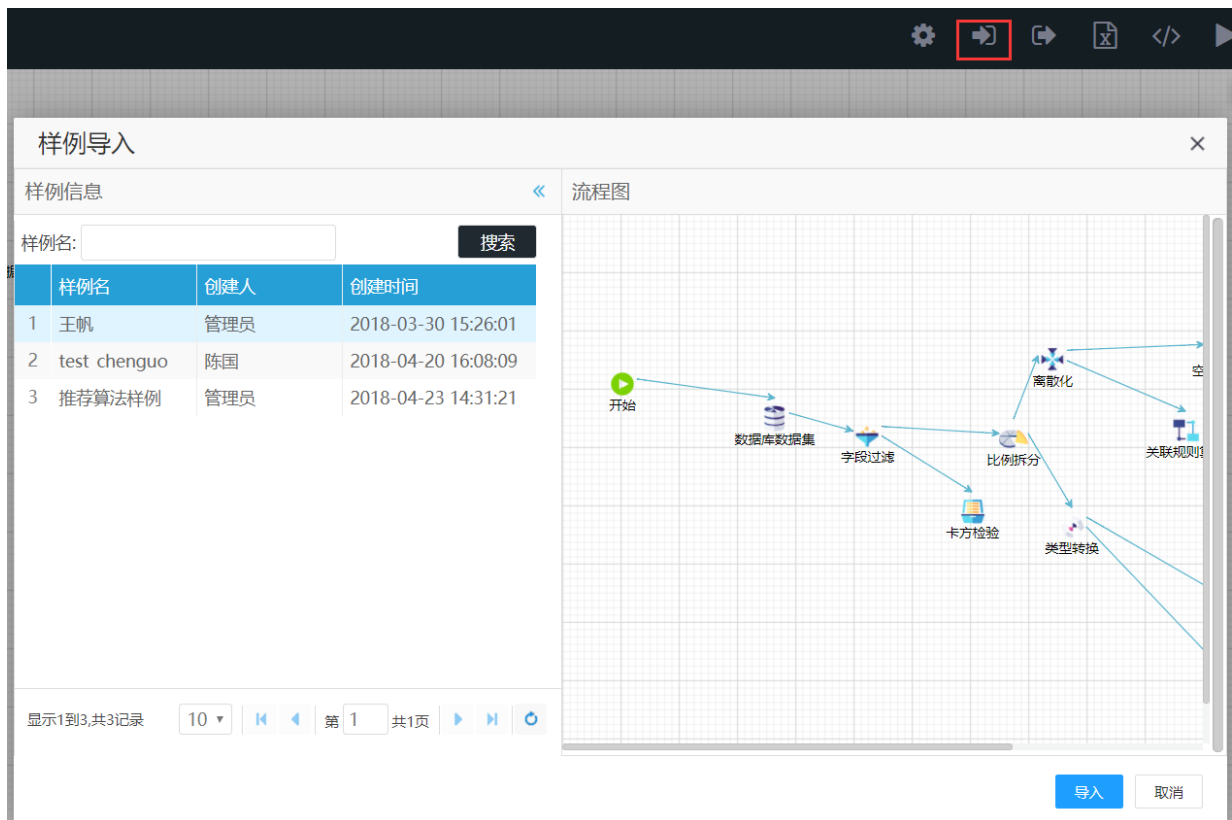 样例导入
样例信息
流程图
样例名:
搜索
样例名 创建人 创建时间
1 王帆 管理员 2018-03-30 15:26:01
2 test chenguo 陈国 2018-04-20 16:08:09
3 推荐算法样例 管理员 2018-04-23 14:31:21
显示1到3,共3记录
10
第 1 共1页
开始
数据库数据集
字段过滤
卡方检验
比例拆分
离散化
类型转换
空
关联规则
导入
取消